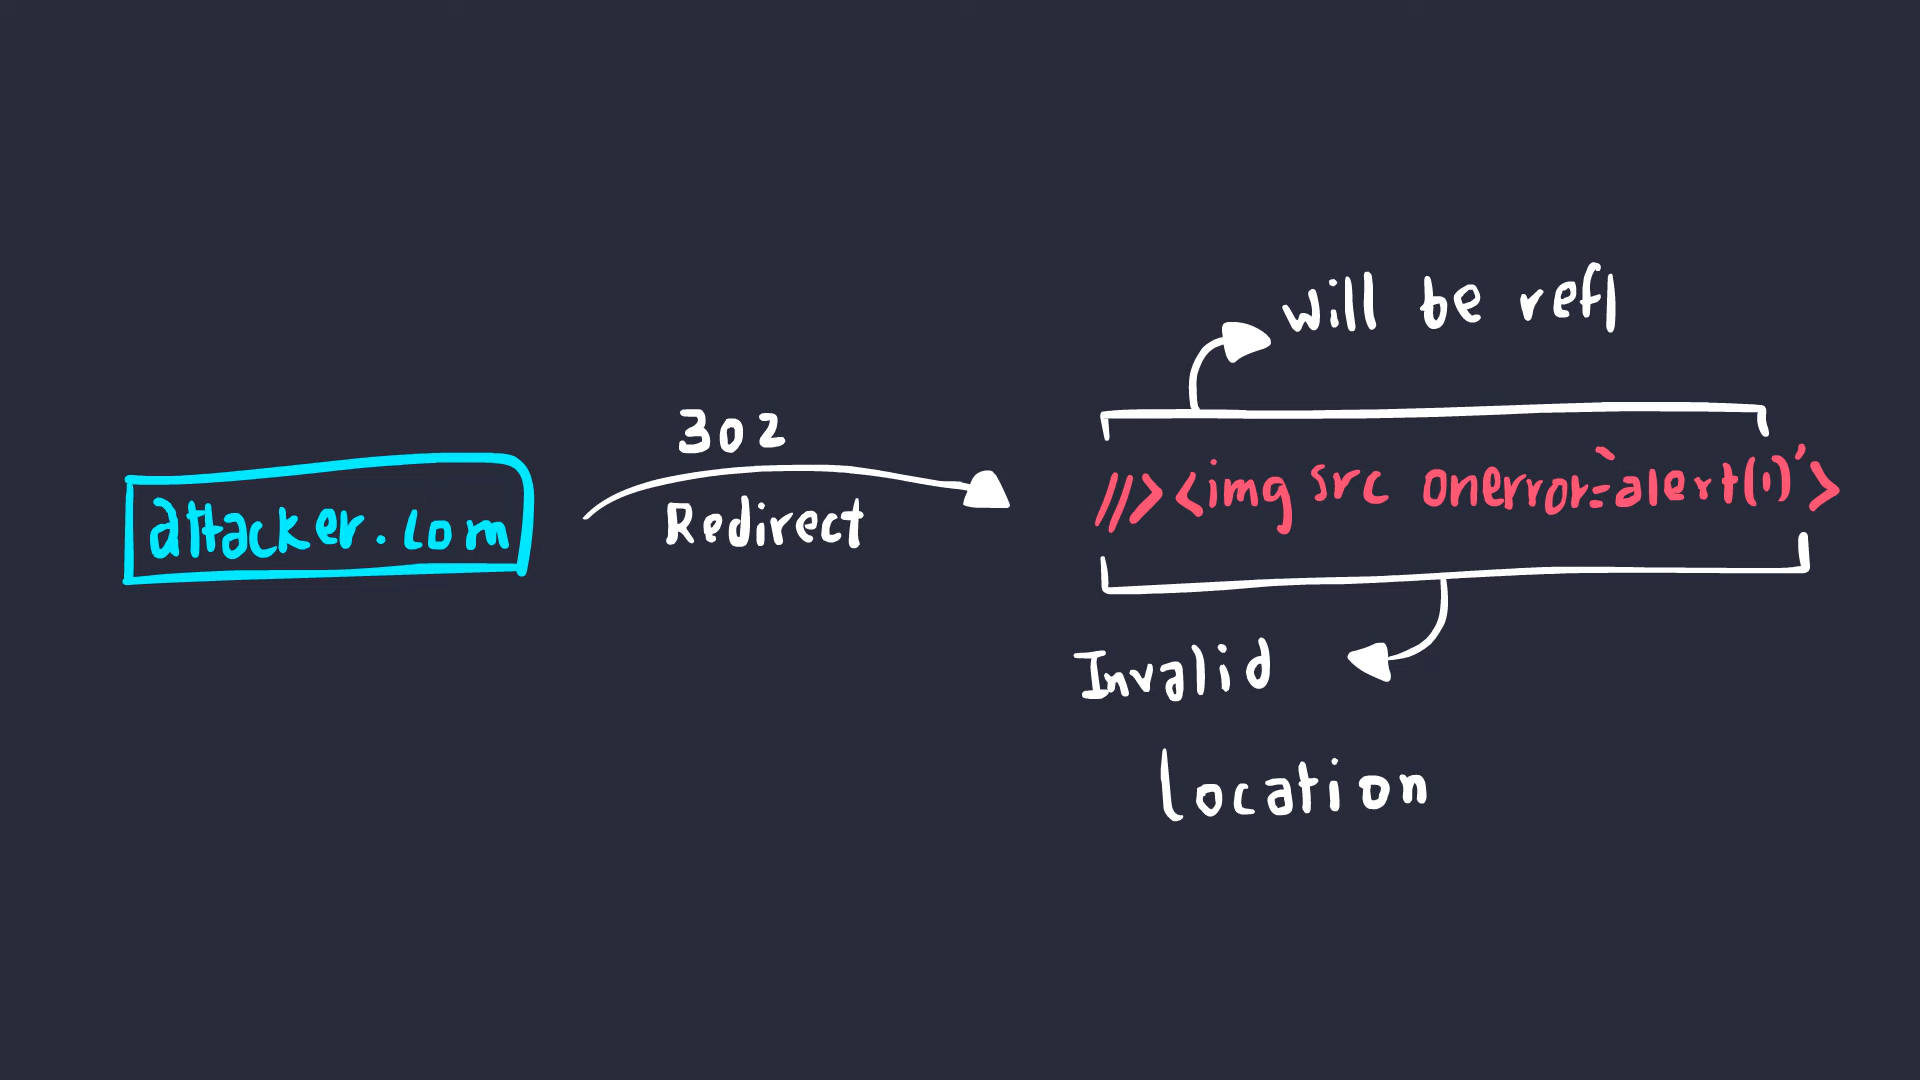 will be refl
302
attacker.com
Redirect
//><img src onerror=`alert(1)'>
Invalid
location